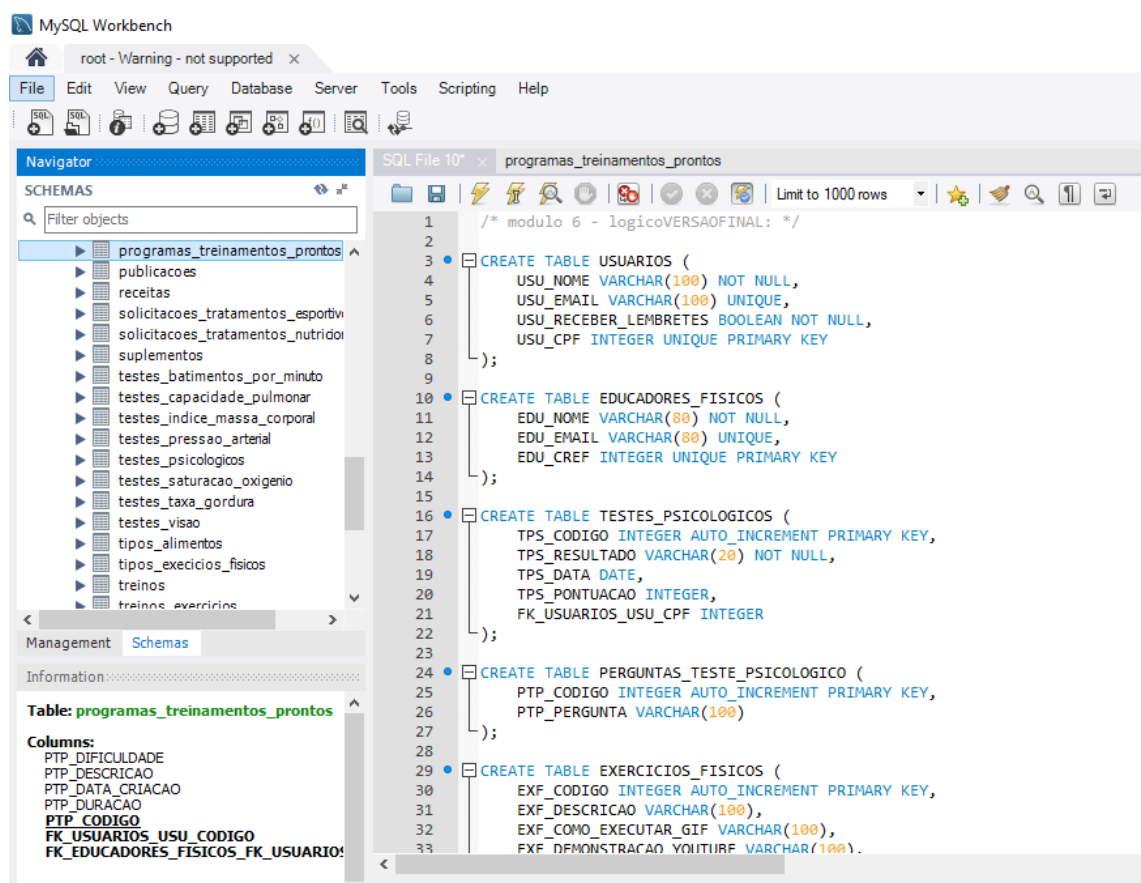 MySQL Workbench
root - Warning - not supported ×
File Edit View Query Database Server Tools Scripting Help
Navigator
SCHEMAS
Filter objects
programas_treinamentos_prontos
publicacoes
receitas
solicitacoes_tratamentos_esportiv
solicitacoes_tratamentos_nutricior
suplementos
testes_batimentos_por_minuto
testes_capacidade_pulmonar
testes_indice_massa_corporal
testes_pressao_arterial
testes_psicologicos
testes_saturacao_oxigenio
testes_taxa_gordura
testes_visao
tipos_alimentos
tipos_execicios_fisicos
treinos
treinos_exercicios
Management Schemas
Information
Table: programas_treinamentos_prontos
Columns:
PTP_DIFICULDADE
PTP_DESCRICAO
PTP_DATA_CRIACAO
PTP_DURACAO
PTP_CODIGO
FK_USUARIOS_USU_CODIGO
FK_EDUCADORES_FISICOS_FK_USUARIOS
SQL File 10* × programas_treinamentos_prontos
Limit to 1000 rows
1 /* modulo 6 - logicoVERSAOFINAL: */
2
3 CREATE TABLE USUARIOS (
4 USU_NOME VARCHAR(100) NOT NULL,
5 USU_EMAIL VARCHAR(100) UNIQUE,
6 USU_RECEBER_LEMBRETES BOOLEAN NOT NULL,
7 USU_CPF INTEGER UNIQUE PRIMARY KEY
8 );
9
10 CREATE TABLE EDUCADORES_FISICOS (
11 EDU_NOME VARCHAR(80) NOT NULL,
12 EDU_EMAIL VARCHAR(80) UNIQUE,
13 EDU_CREF INTEGER UNIQUE PRIMARY KEY
14 );
15
16 CREATE TABLE TESTES_PSICOLOGICOS (
17 TPS_CODIGO INTEGER AUTO_INCREMENT PRIMARY KEY,
18 TPS_RESULTADO VARCHAR(20) NOT NULL,
19 TPS_DATA DATE,
20 TPS_PONTUACAO INTEGER,
21 FK_USUARIOS_USU_CPF INTEGER
22 );
23
24 CREATE TABLE PERGUNTAS_TESTE_PSICOLOGICO (
25 PTP_CODIGO INTEGER AUTO_INCREMENT PRIMARY KEY,
26 PTP_PERGUNTA VARCHAR(100)
27 );
28
29 CREATE TABLE EXERCICIOS_FISICOS (
30 EXF_CODIGO INTEGER AUTO_INCREMENT PRIMARY KEY,
31 EXF_DESCRICAO VARCHAR(100),
32 EXF_COMO_EXECUTAR_GIF VARCHAR(100),
33 EXF_DEMONSTRACAO_YOUTUBE VARCHAR(100),